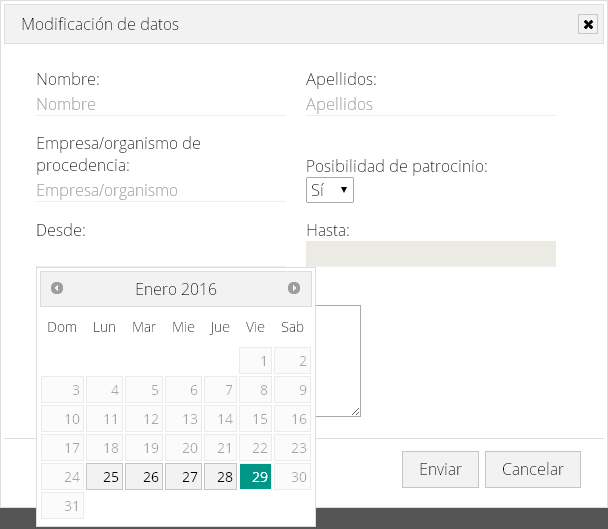 Modificación de datos
Nombre:
Nombre
Apellidos:
Apellidos
Empresa/organismo de
procedencia:
Empresa/organismo
Posibilidad de patrocinio:
Sí
Desde:
Hasta:
Enero 2016
Dom Lun Mar Mie Jue Vie Sab
1 2
3 4 5 6 7 8 9
10 11 12 13 14 15 16
17 18 19 20 21 22 23
24 25 26 27 28 29 30
31
Enviar
Cancelar